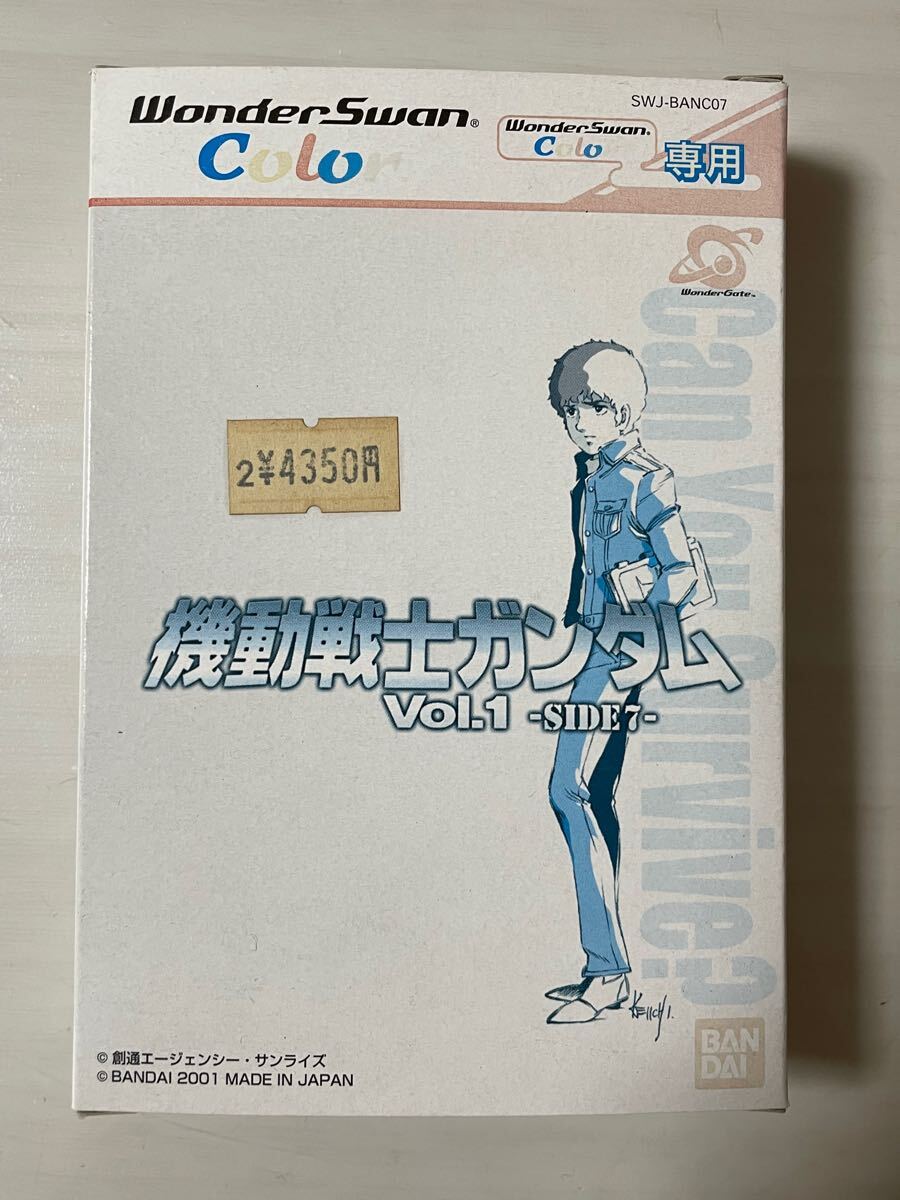 SWJ-BANC07
WonderSwan®
Color
WonderSwan®
Color
専用
WonderGate™
Can You Survive?
2¥4350円
機動戦士ガンダム
Vol.1 -SIDE7-
KEIICHI.
© 創通エージェンシー・サンライズ
© BANDAI 2001 MADE IN JAPAN
BAN
DAI